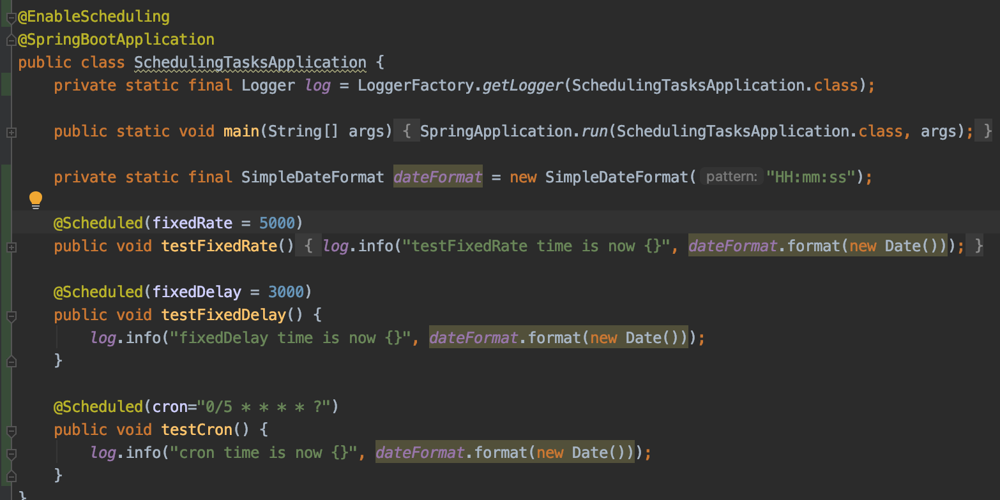 @EnableScheduling
@SpringBootApplication
public class SchedulingTasksApplication {
    private static final Logger log = LoggerFactory.getLogger(SchedulingTasksApplication.class);

    public static void main(String[] args) { SpringApplication.run(SchedulingTasksApplication.class, args); }

    private static final SimpleDateFormat dateFormat = new SimpleDateFormat( pattern: "HH:mm:ss");

    @Scheduled(fixedRate = 5000)
    public void testFixedRate() { log.info("testFixedRate time is now {}", dateFormat.format(new Date())); }

    @Scheduled(fixedDelay = 3000)
    public void testFixedDelay() {
        log.info("fixedDelay time is now {}", dateFormat.format(new Date()));
    }

    @Scheduled(cron="0/5 * * * * ?")
    public void testCron() {
        log.info("cron time is now {}", dateFormat.format(new Date()));
    }
}